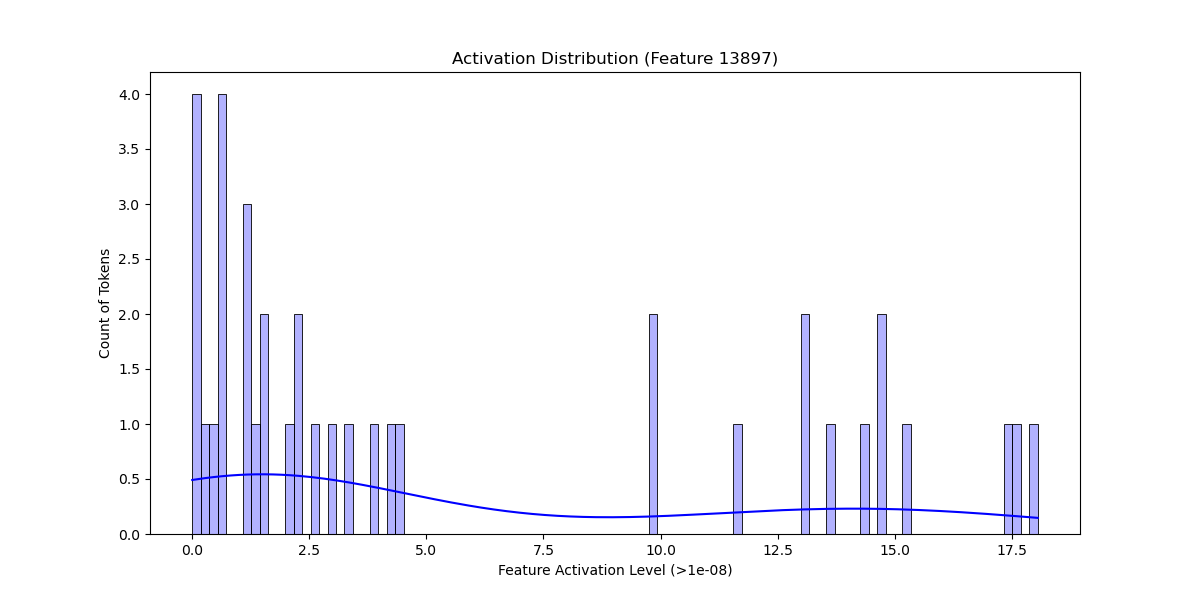 Activation Distribution (Feature 13897)
4.0
3.5
3.0
2.5
2.0
1.5
1.0
0.5
0.0
Count of Tokens
0.0 2.5 5.0 7.5 10.0 12.5 15.0 17.5
Feature Activation Level (>1e-08)